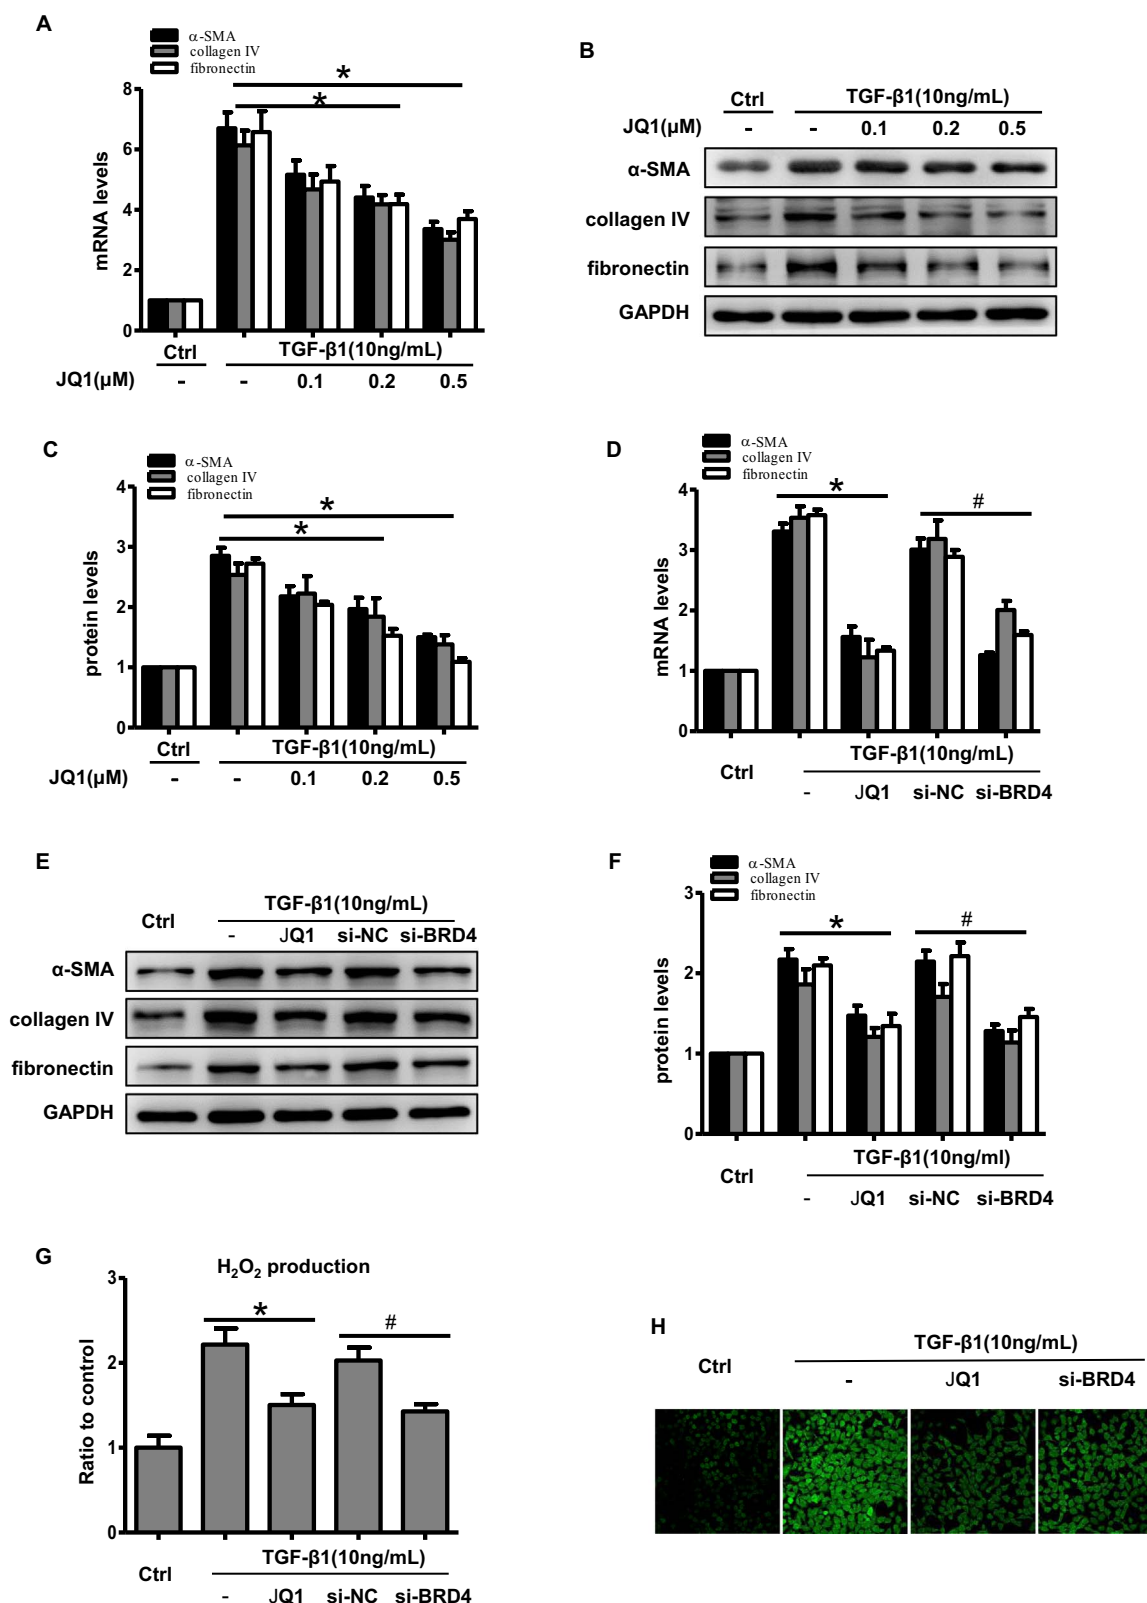 A
α-SMA
collagen IV
fibronectin
*
*
8
6
4
2
0
mRNA levels
Ctrl
TGF-β1(10ng/mL)
JQ1(μM) - - 0.1 0.2 0.5
B
Ctrl TGF-β1(10ng/mL)
JQ1(μM) - - 0.1 0.2 0.5
α-SMA
collagen IV
fibronectin
GAPDH
C
α-SMA
collagen IV
fibronectin
*
*
4
3
2
1
0
protein levels
Ctrl
TGF-β1(10ng/mL)
JQ1(μM) - - 0.1 0.2 0.5
D
α-SMA
collagen IV
fibronectin
* #
4
3
2
1
0
mRNA levels
TGF-β1(10ng/mL)
Ctrl
- JQ1 si-NC si-BRD4
E
TGF-β1(10ng/mL)
Ctrl
- JQ1 si-NC si-BRD4
α-SMA
collagen IV
fibronectin
GAPDH
F
α-SMA
collagen IV
fibronectin
* #
3
2
1
0
protein levels
TGF-β1(10ng/ml)
Ctrl
- JQ1 si-NC si-BRD4
G
H₂O₂ production
* #
3
2
1
0
Ratio to control
TGF-β1(10ng/mL)
Ctrl
- JQ1 si-NC si-BRD4
H
TGF-β1(10ng/mL)
Ctrl
- JQ1 si-BRD4